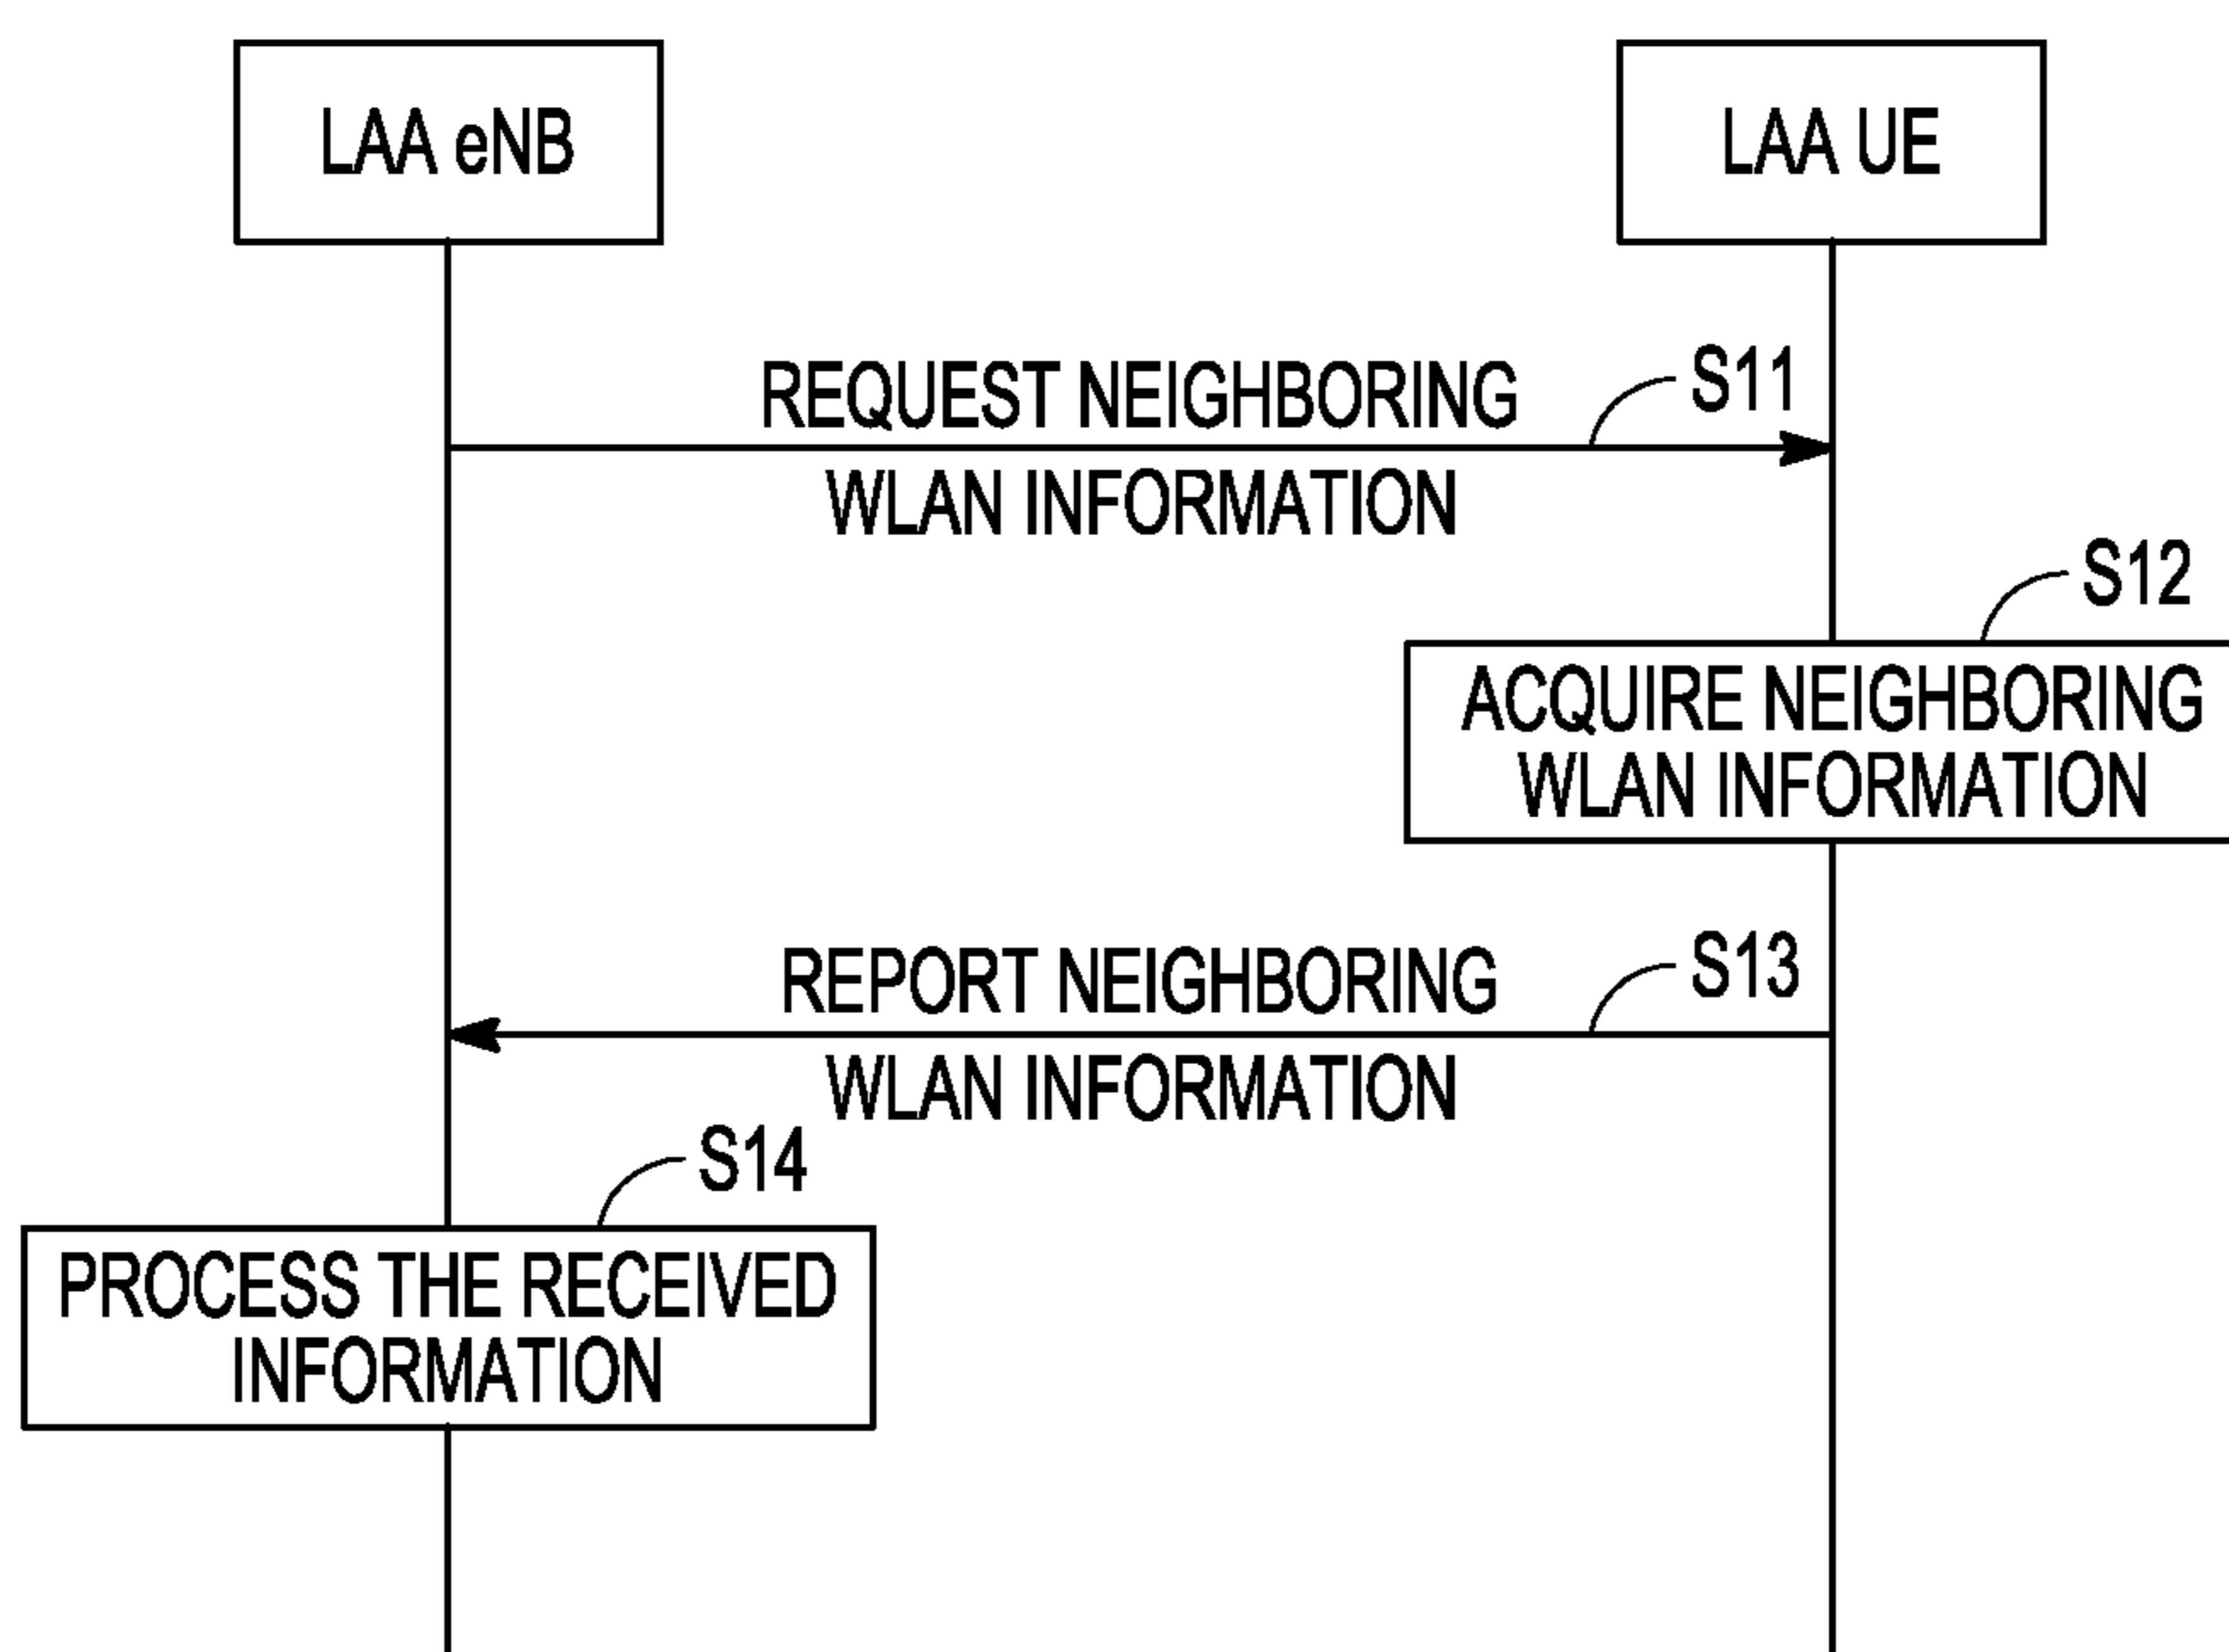 LAA eNB
LAA UE
REQUEST NEIGHBORING
WLAN INFORMATION
S11
S12
ACQUIRE NEIGHBORING
WLAN INFORMATION
REPORT NEIGHBORING
WLAN INFORMATION
S13
S14
PROCESS THE RECEIVED
INFORMATION